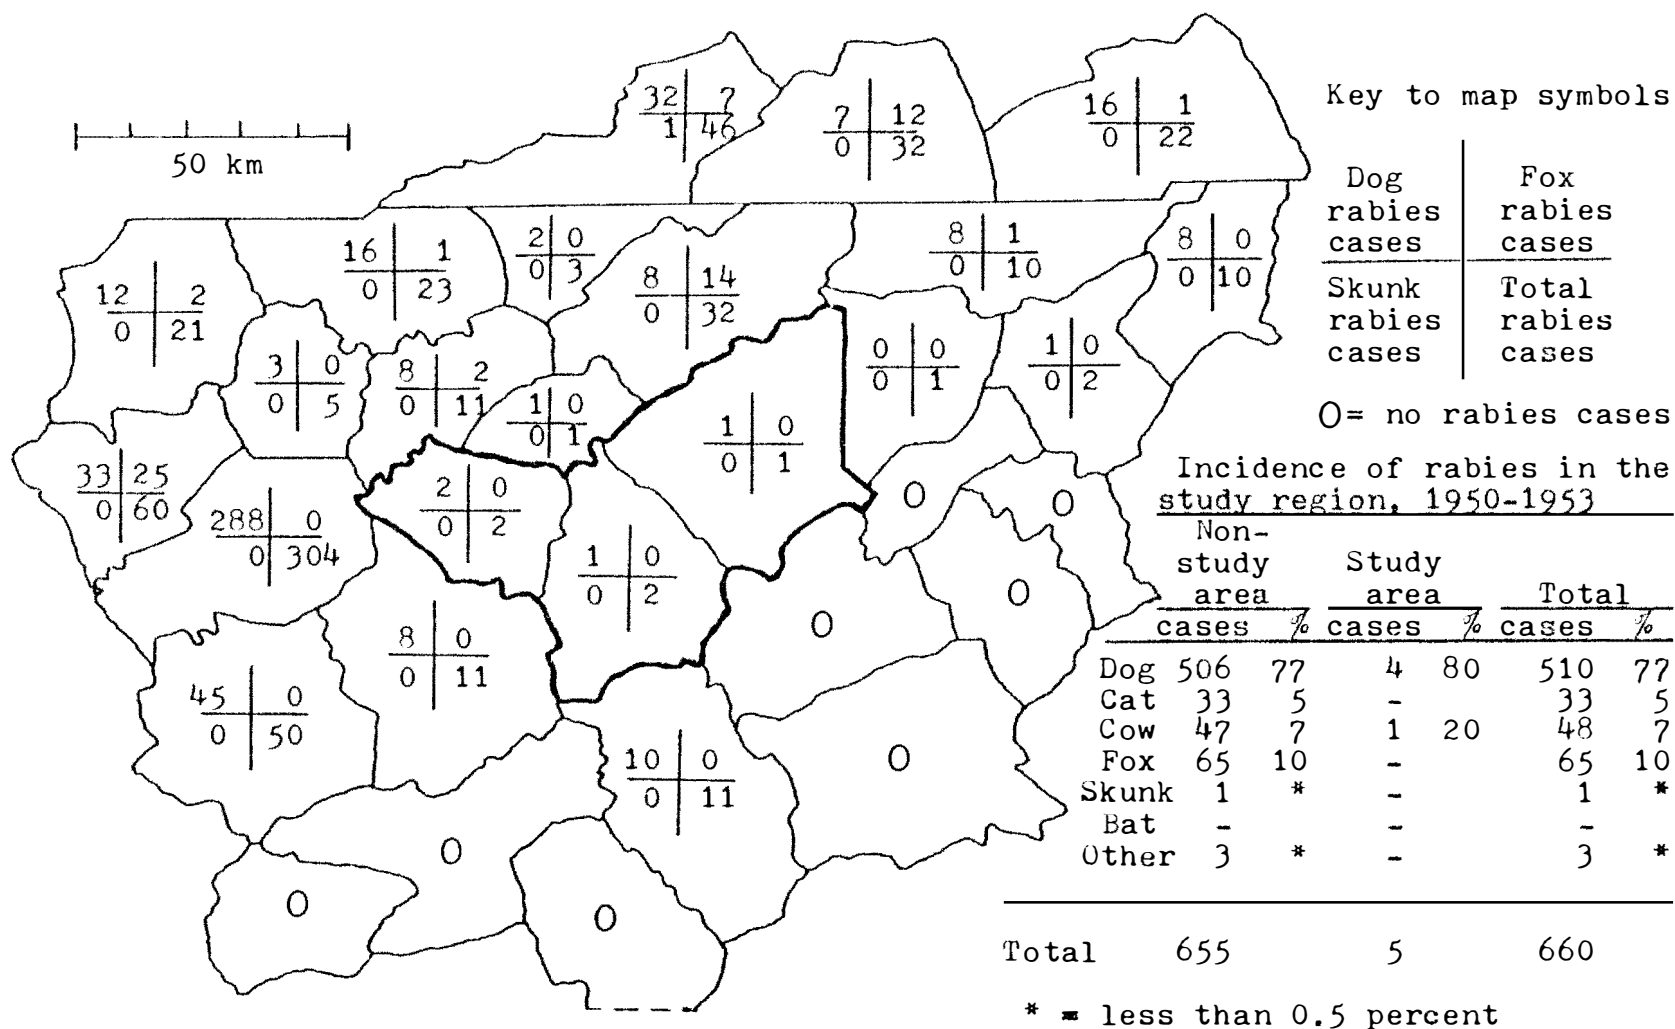 32 7
1 46
7 12
0 32
16 1
0 22
50 km
16 1
0 23
2 0
0 3
8 14
0 32
8 1
0 10
8 0
0 10
12 2
0 21
3 0
0 5
8 2
0 11
1 0
0 1
0 0
0 1
1 0
0 2
1 0
0 1
33 25
0 60
288 0
0 304
2 0
0 2
1 0
0 2
O
O
O
O
8 0
0 11
45 0
0 50
10 0
0 11
O
O
O
O
Key to map symbols
Dog Fox
rabies rabies
cases cases
Skunk Total
rabies rabies
cases cases
O= no rabies cases
Incidence of rabies in the
study region, 1950-1953
Non-
study Study
area area Total
cases % cases % cases %
Dog 506 77 4 80 510 77
Cat 33 5 - 33 5
Cow 47 7 1 20 48 7
Fox 65 10 - 65 10
Skunk 1 * - 1 *
Bat - - -
Other 3 * - 3 *
Total 655 5 660
* = less than 0.5 percent